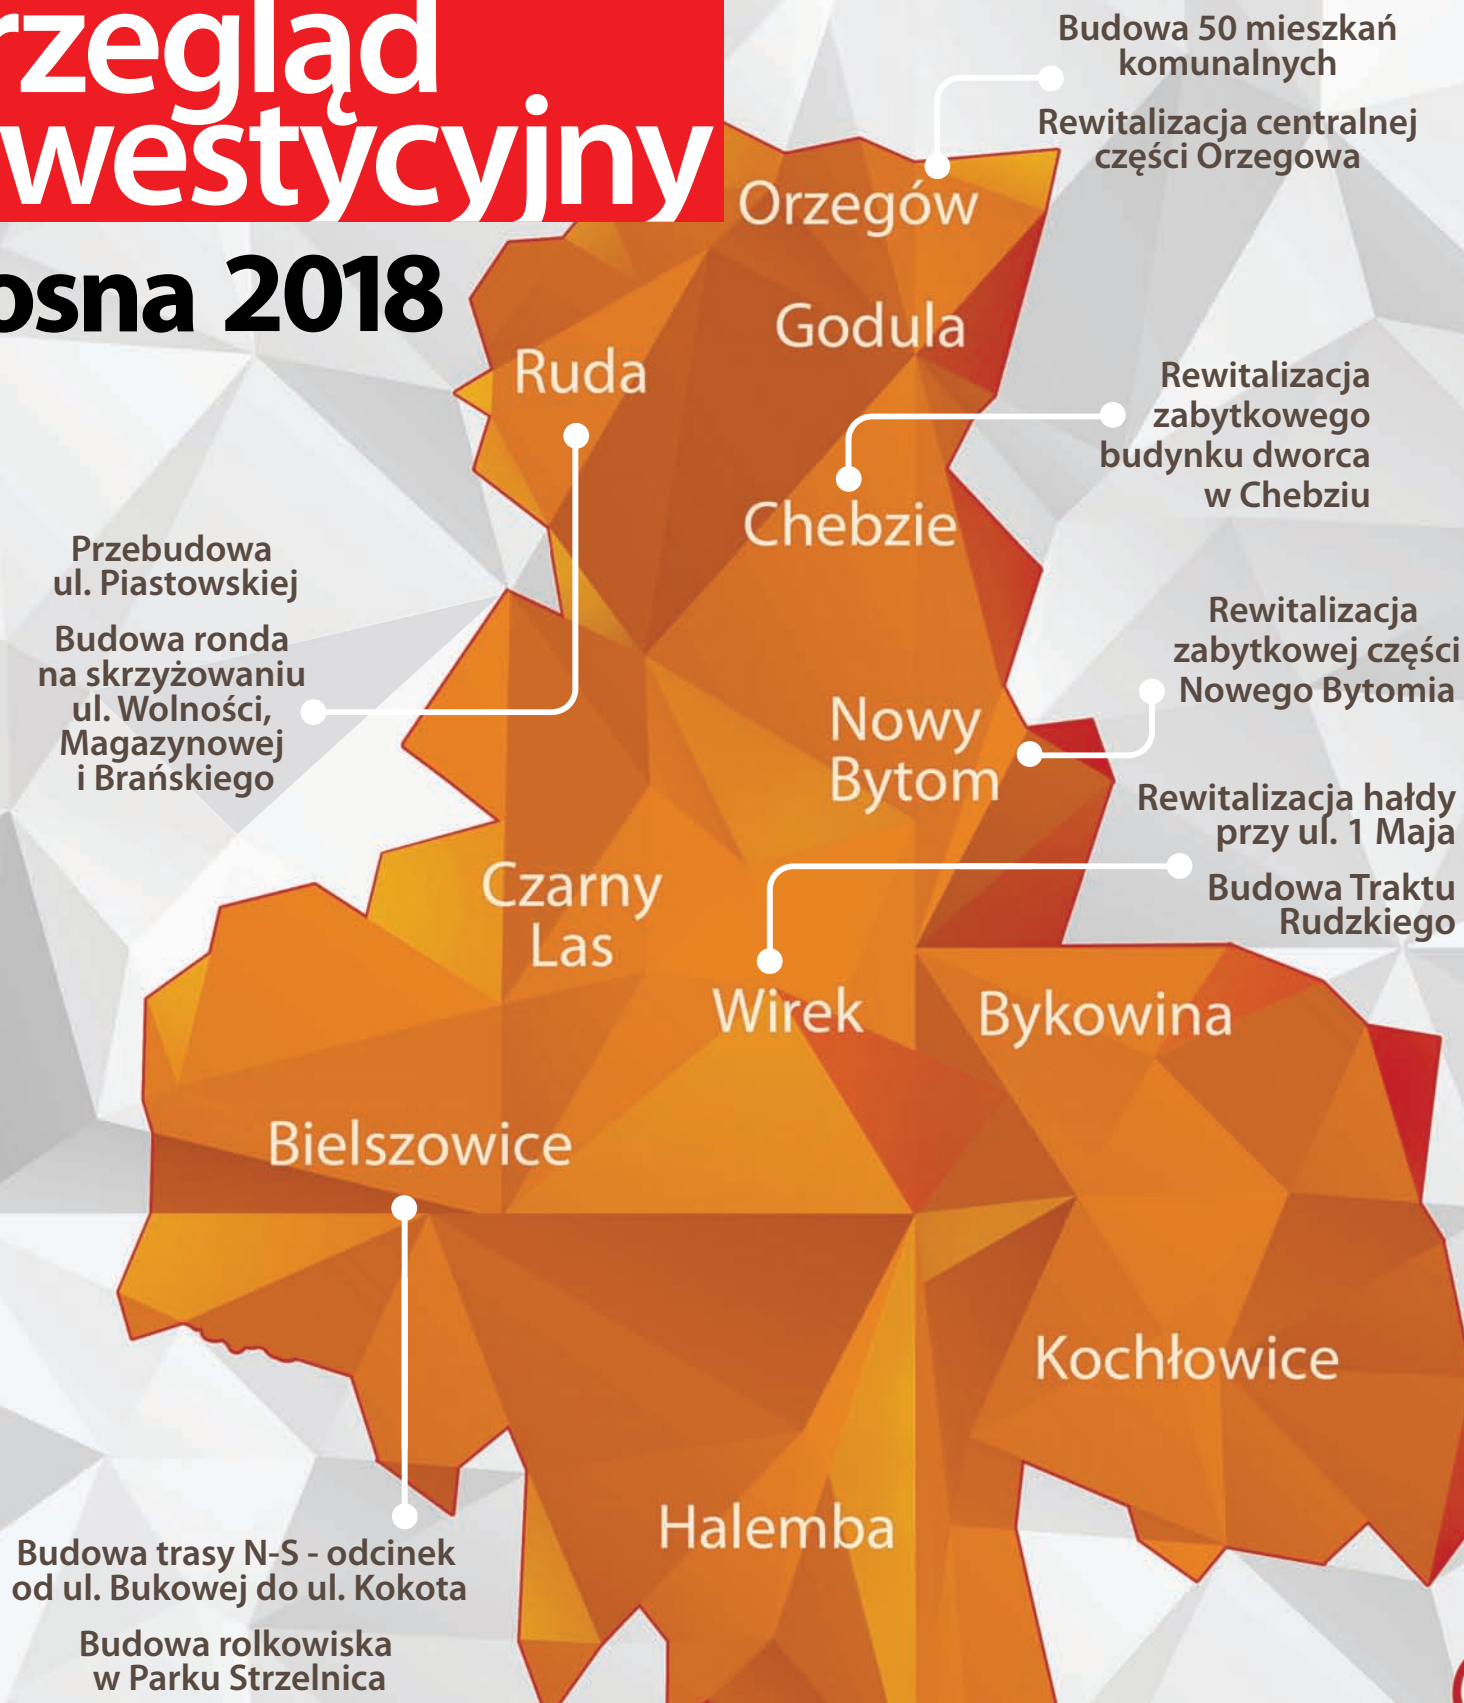 rzegląd
westycyjny
osna 2018
Budowa 50 mieszkań
komunalnych
Rewitalizacja centralnej
części Orzegowa
Orzegów
Godula
Ruda
Rewitalizacja
zabytkowego
budynku dworca
w Chebziu
Chebzie
Przebudowa
ul. Piastowskiej
Budowa ronda
na skrzyżowaniu
ul. Wolności,
Magazynowej
i Brańskiego
Rewitalizacja
zabytkowej części
Nowego Bytomia
Nowy
Bytom
Rewitalizacja hałdy
przy ul. 1 Maja
Budowa Traktu
Rudzkiego
Czarny
Las
Wirek
Bykowina
Bielszowice
Kochłowice
Halemba
Budowa trasy N-S - odcinek
od ul. Bukowej do ul. Kokota
Budowa rolkowiska
w Parku Strzelnica